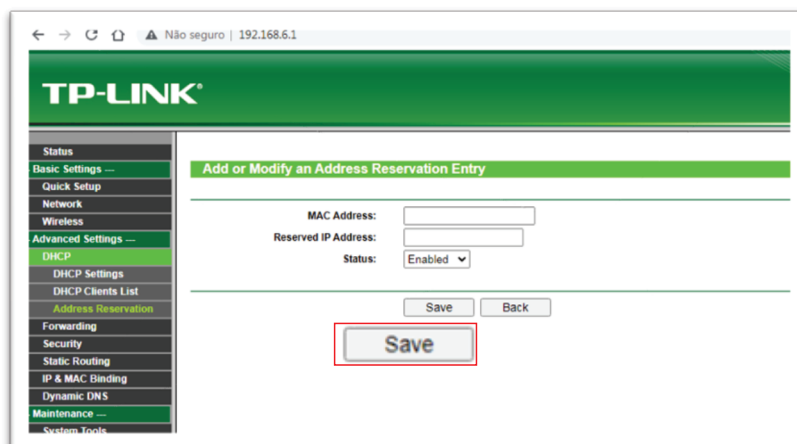 Não seguro | 192.168.6.1
TP-LINK®
Status
Basic Settings ---
Quick Setup
Network
Wireless
Advanced Settings ---
DHCP
DHCP Settings
DHCP Clients List
Address Reservation
Forwarding
Security
Static Routing
IP & MAC Binding
Dynamic DNS
Maintenance ---
System Tools
Add or Modify an Address Reservation Entry
MAC Address:
Reserved IP Address:
Status: Enabled
Save Back
Save